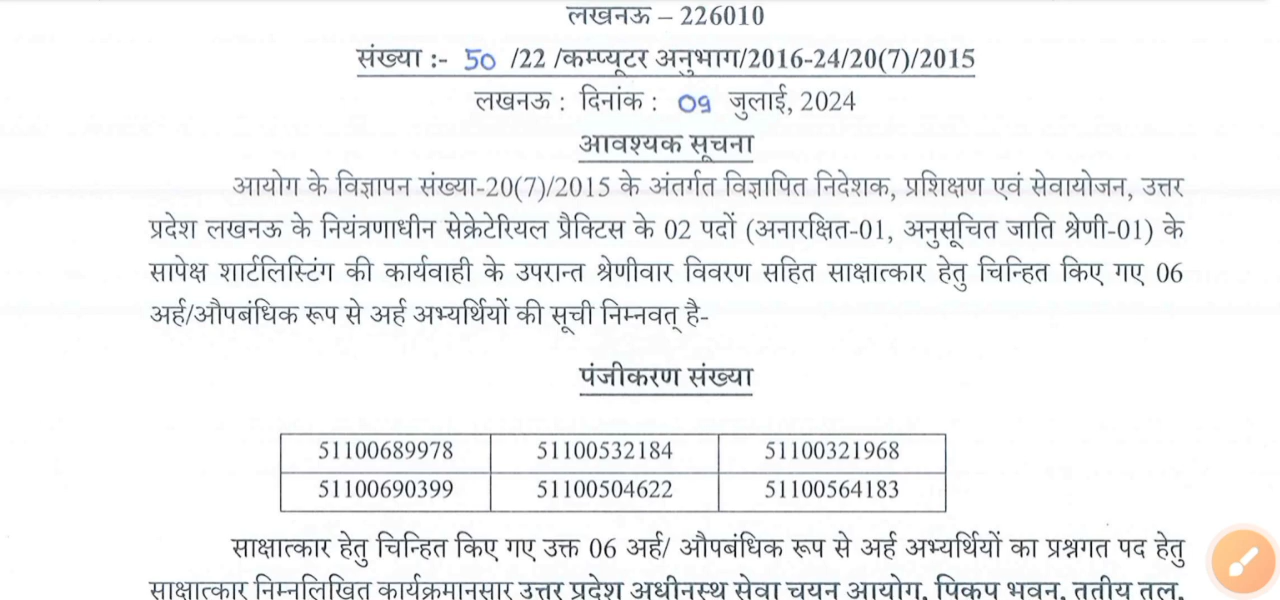 लखनऊ – 226010
संख्या :- 50 /22 /कम्प्यूटर अनुभाग/2016-24/20(7)/2015
लखनऊ : दिनांक : 09 जुलाई, 2024
आवश्यक सूचना
आयोग के विज्ञापन संख्या-20(7)/2015 के अंतर्गत विज्ञापित निदेशक, प्रशिक्षण एवं सेवायोजन, उत्तर
प्रदेश लखनऊ के नियंत्रणाधीन सेक्रेटेरियल प्रैक्टिस के 02 पदों (अनारक्षित-01, अनुसूचित जाति श्रेणी-01) के
सापेक्ष शार्टलिस्टिंग की कार्यवाही के उपरान्त श्रेणीवार विवरण सहित साक्षात्कार हेतु चिन्हित किए गए 06
अर्ह/औपबंधिक रूप से अर्ह अभ्यर्थियों की सूची निम्नवत् है-
पंजीकरण संख्या
51100689978 51100532184 51100321968
51100690399 51100504622 51100564183
साक्षात्कार हेतु चिन्हित किए गए उक्त 06 अर्ह/ औपबंधिक रूप से अर्ह अभ्यर्थियों का प्रश्नगत पद हेतु
साक्षात्कार निम्नलिखित कार्यक्रमानुसार उत्तर प्रदेश अधीनस्थ सेवा चयन आयोग, पिकप भवन, तृतीय तल,